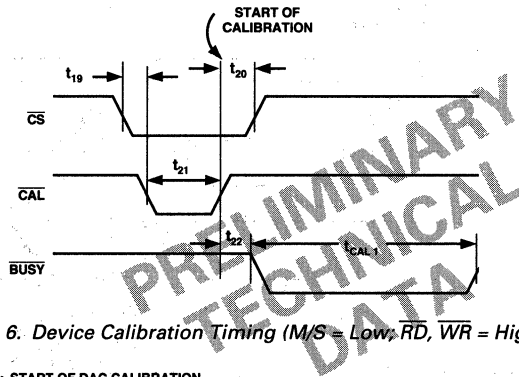 START OF
CALIBRATION
t19
t20
CS
t21
CAL
t22
tCAL 1
BUSY
PRELIMINARY
TECHNICAL
DATA
6. Device Calibration Timing (M/S = Low; RD, WR = Hig
START OF DAC CALIBRATION